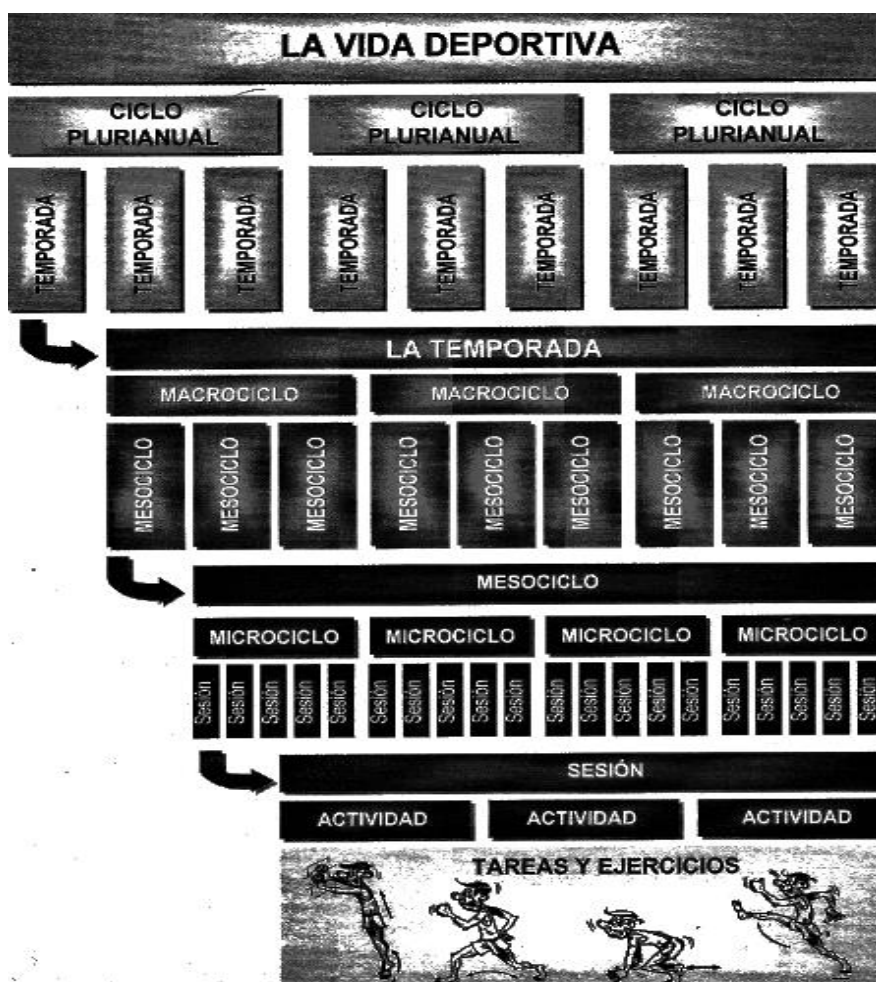 LA VIDA DEPORTIVA
CICLO CICLO CICLO
PLURIANUAL PLURIANUAL PLURIANUAL
TEMPORADA TEMPORADA TEMPORADA TEMPORADA TEMPORADA TEMPORADA TEMPORADA TEMPORADA TEMPORADA
LA TEMPORADA
MACROCICLO MACROCICLO MACROCICLO
MESOCICLO MESOCICLO MESOCICLO MESOCICLO MESOCICLO MESOCICLO MESOCICLO MESOCICLO MESOCICLO
MESOCICLO
MICROCICLO MICROCICLO MICROCICLO MICROCICLO
Sesión Sesión Sesión Sesión Sesión Sesión Sesión Sesión Sesión Sesión Sesión Sesión Sesión Sesión Sesión Sesión Sesión Sesión Sesión Sesión
SESIÓN
ACTIVIDAD ACTIVIDAD ACTIVIDAD
TAREAS Y EJERCICIOS